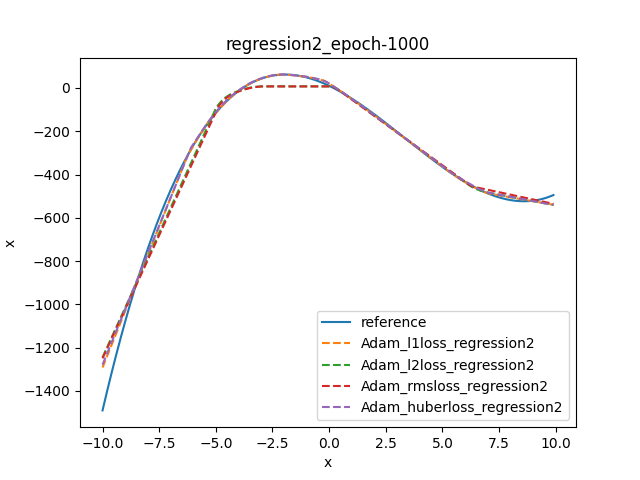 regression2_epoch-1000
x
0
−200
−400
−600
−800
−1000
−1200
−1400
reference
Adam_l1loss_regression2
Adam_l2loss_regression2
Adam_rmsloss_regression2
Adam_huberloss_regression2
−10.0 −7.5 −5.0 −2.5 0.0 2.5 5.0 7.5 10.0
x